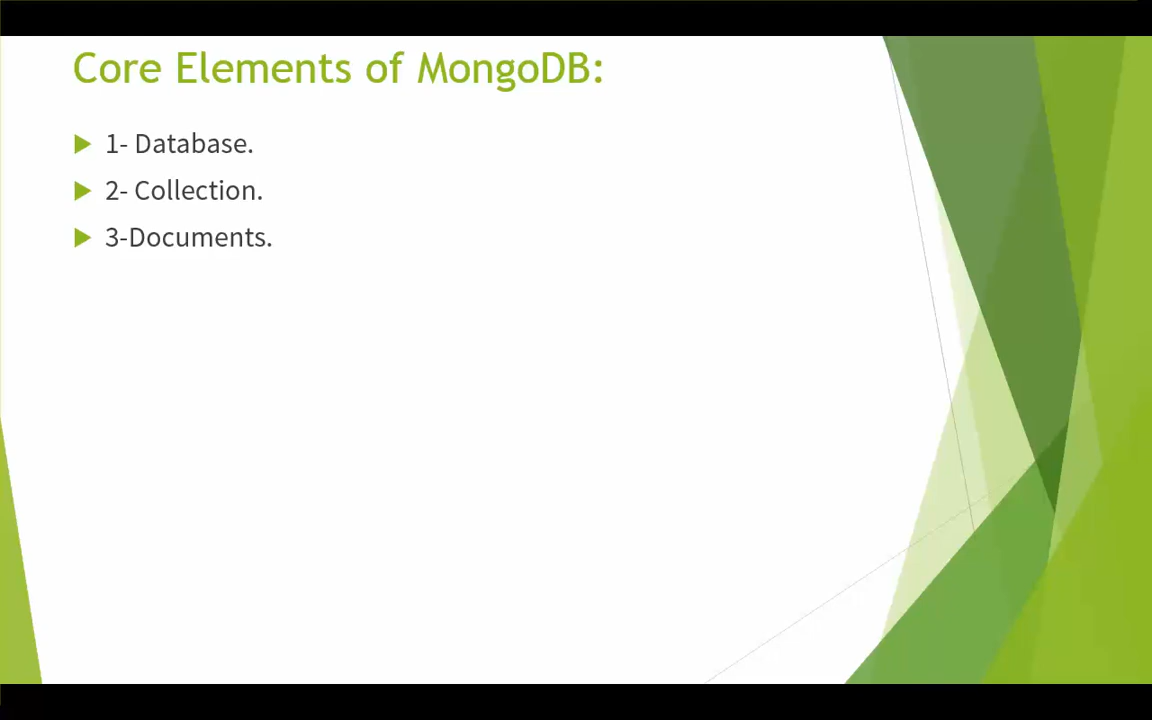 Core Elements of MongoDB:
1- Database.
2- Collection.
3-Documents.